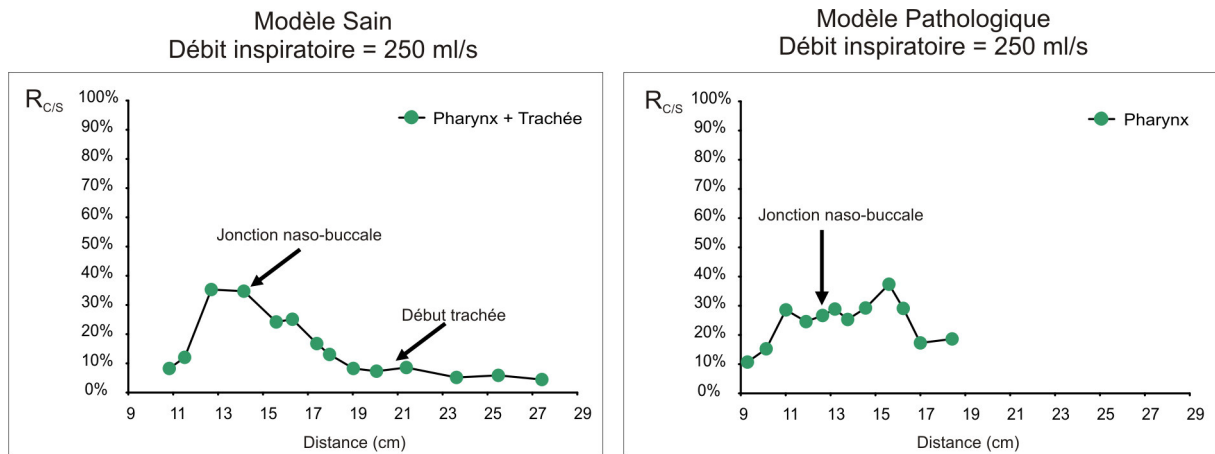 Modèle Sain
Débit inspiratoire = 250 ml/s
R C/S
100%
90%
80%
70%
60%
50%
40%
30%
20%
10%
0%
Pharynx + Trachée
Jonction naso-buccale
Début trachée
9 11 13 15 17 19 21 23 25 27 29
Distance (cm)
Modèle Pathologique
Débit inspiratoire = 250 ml/s
R C/S
100%
90%
80%
70%
60%
50%
40%
30%
20%
10%
0%
Pharynx
Jonction naso-buccale
9 11 13 15 17 19 21 23 25 27 29
Distance (cm)